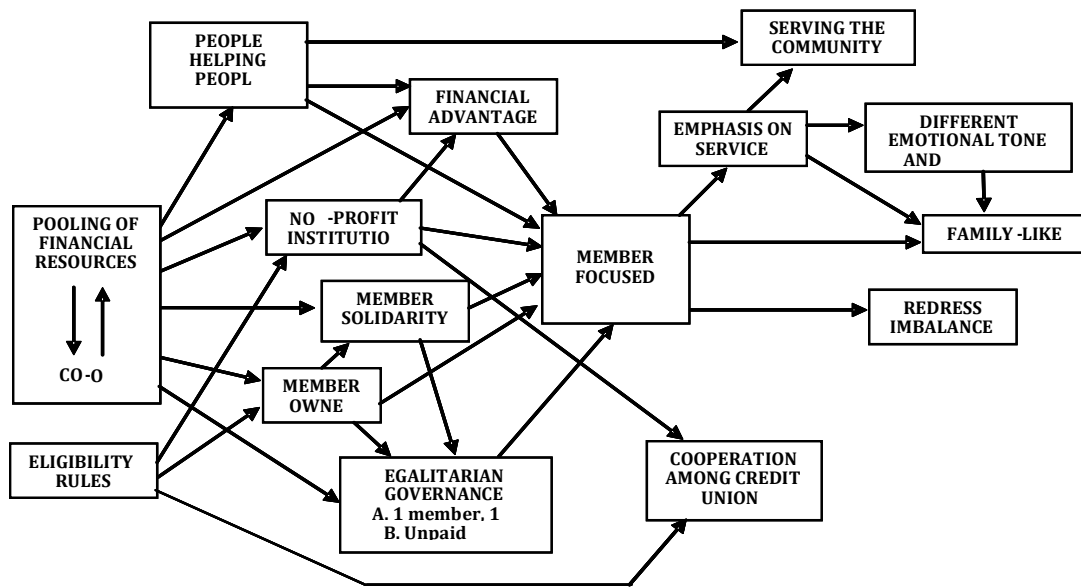 PEOPLE
HELPING
PEOPL
SERVING THE
COMMUNITY
FINANCIAL
ADVANTAGE
EMPHASIS ON
SERVICE
DIFFERENT
EMOTIONAL TONE
AND
POOLING OF
FINANCIAL
RESOURCES
CO-O
NO -PROFIT
INSTITUTIO
MEMBER
FOCUSED
FAMILY -LIKE
MEMBER
SOLIDARITY
REDRESS
IMBALANCE
MEMBER
OWNE
ELIGIBILITY
RULES
EGALITARIAN
GOVERNANCE
A. 1 member, 1
B. Unpaid
COOPERATION
AMONG CREDIT
UNION